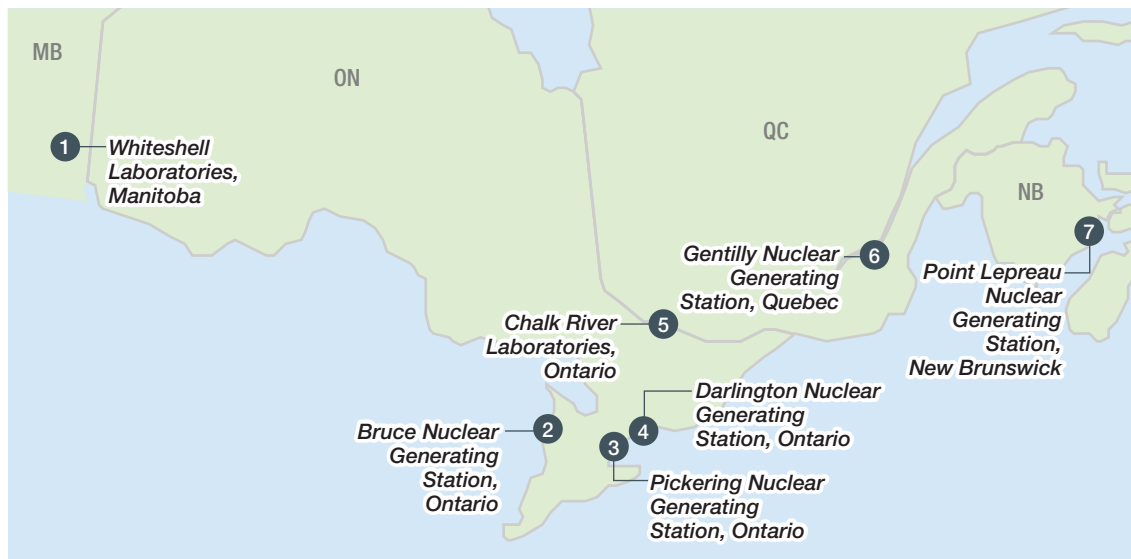 MB
ON
QC
NB
1
Whiteshell
Laboratories,
Manitoba
2
Bruce Nuclear
Generating
Station,
Ontario
3
Pickering Nuclear
Generating
Station, Ontario
4
Darlington Nuclear
Generating
Station, Ontario
5
Chalk River
Laboratories,
Ontario
6
Gentilly Nuclear
Generating
Station, Quebec
7
Point Lepreau
Nuclear
Generating
Station,
New Brunswick